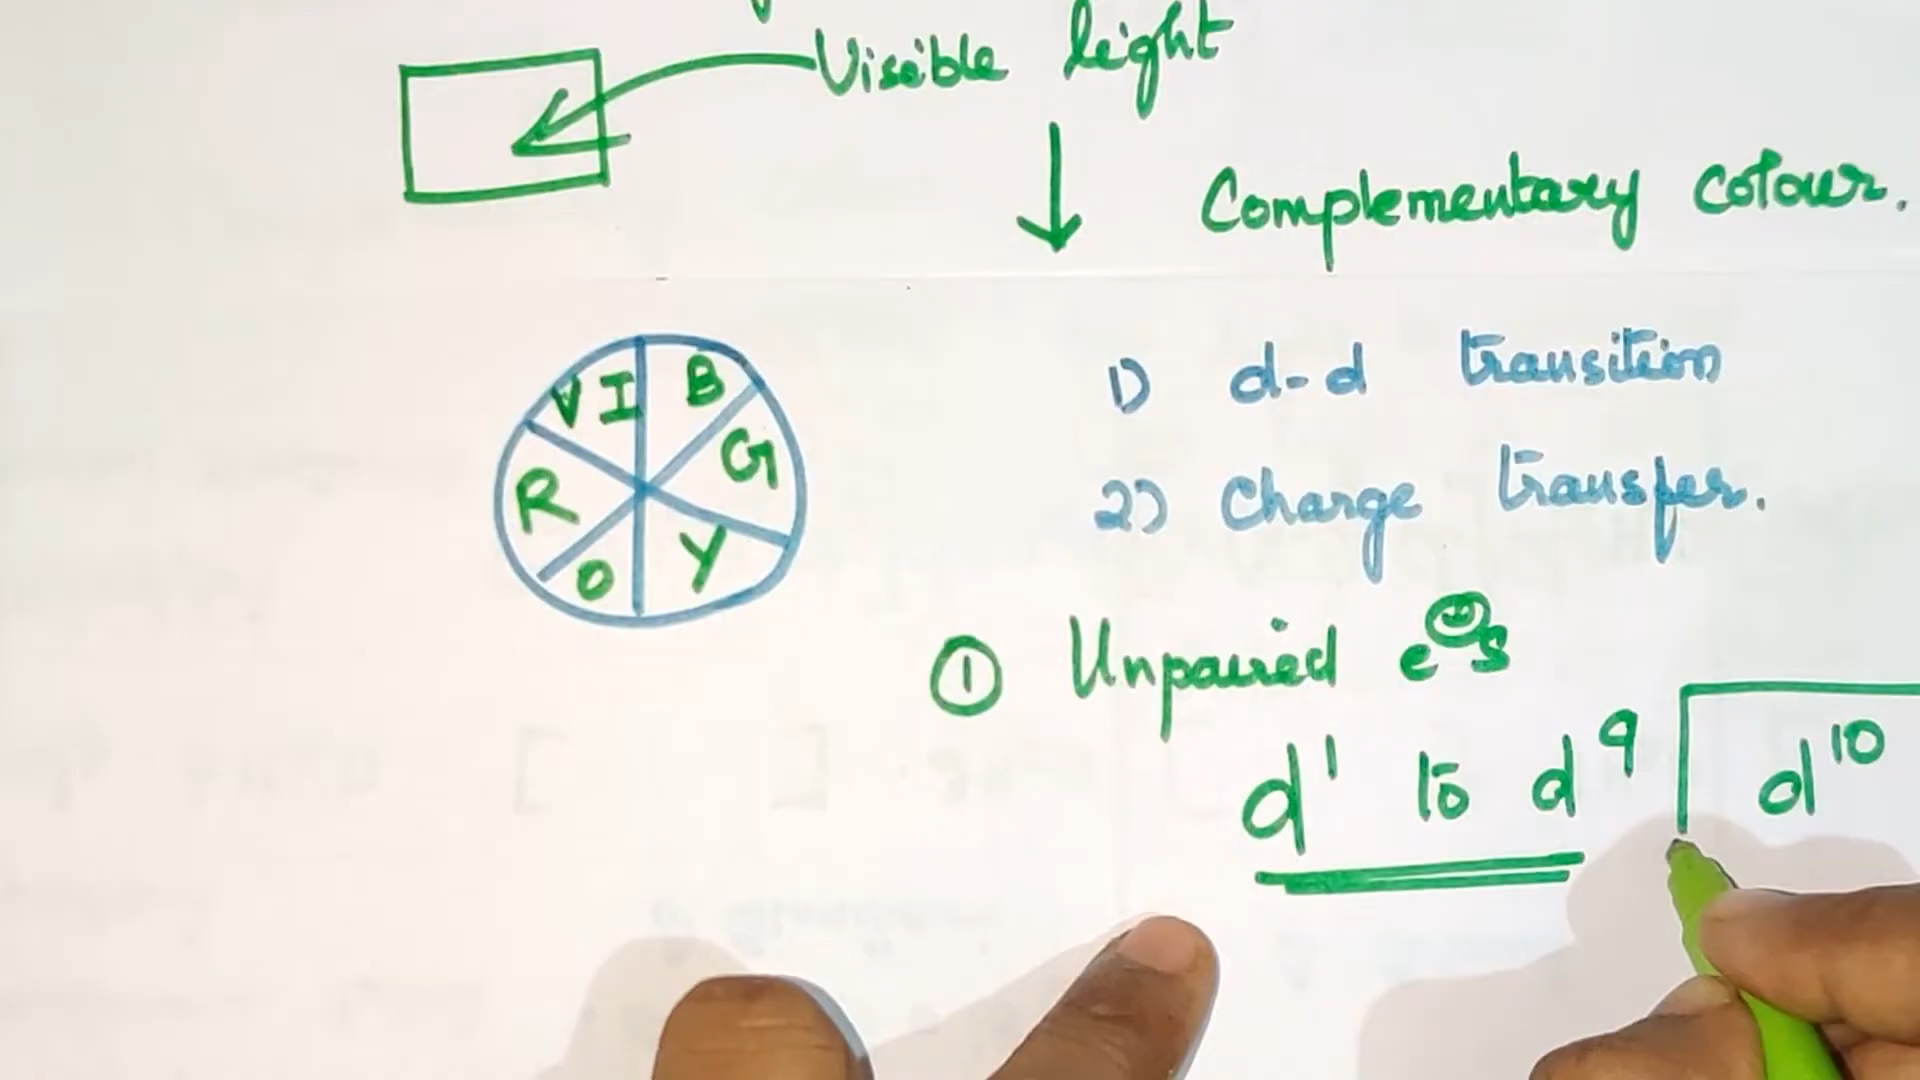 Visible light
Complementary colour.
V I B
R G
O Y
1) d-d transition
2) Charge transfer.
① Unpaired e⊖s
d¹ to d⁹ d¹⁰